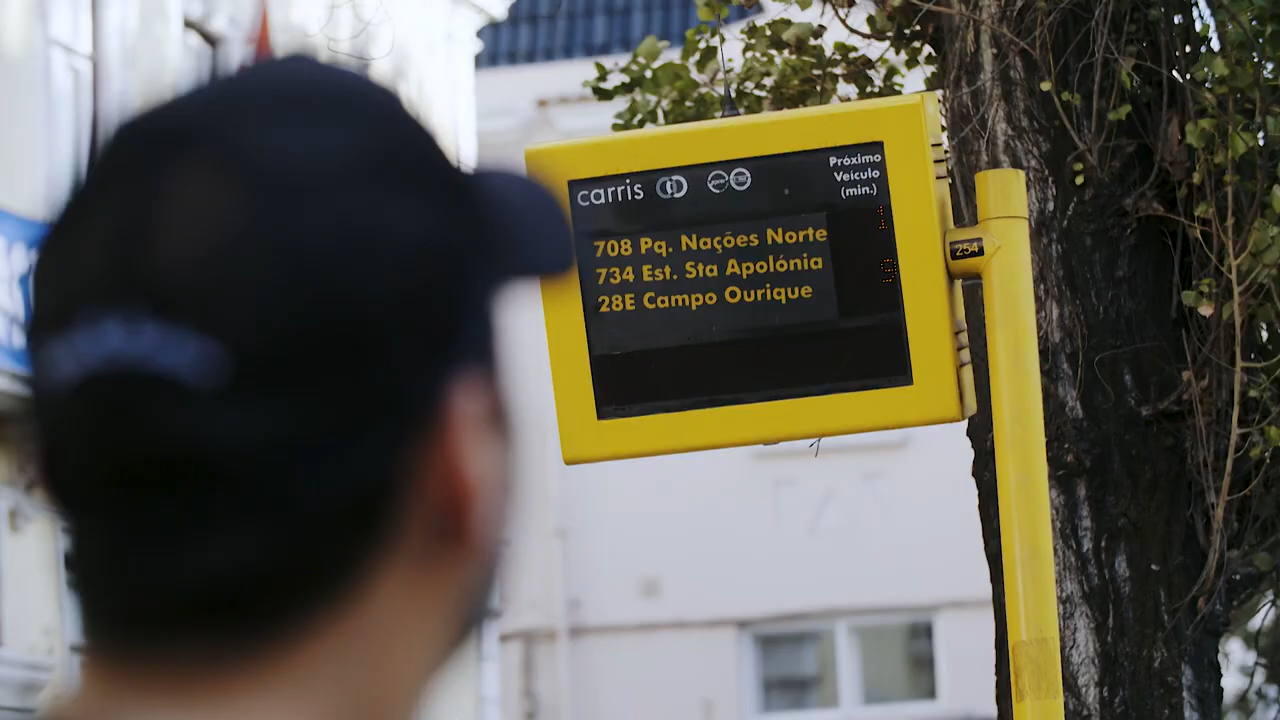 carris
Próximo
Veículo
(min.)
708 Pq. Nações Norte
734 Est. Sta Apolónia
28E Campo Ourique
254